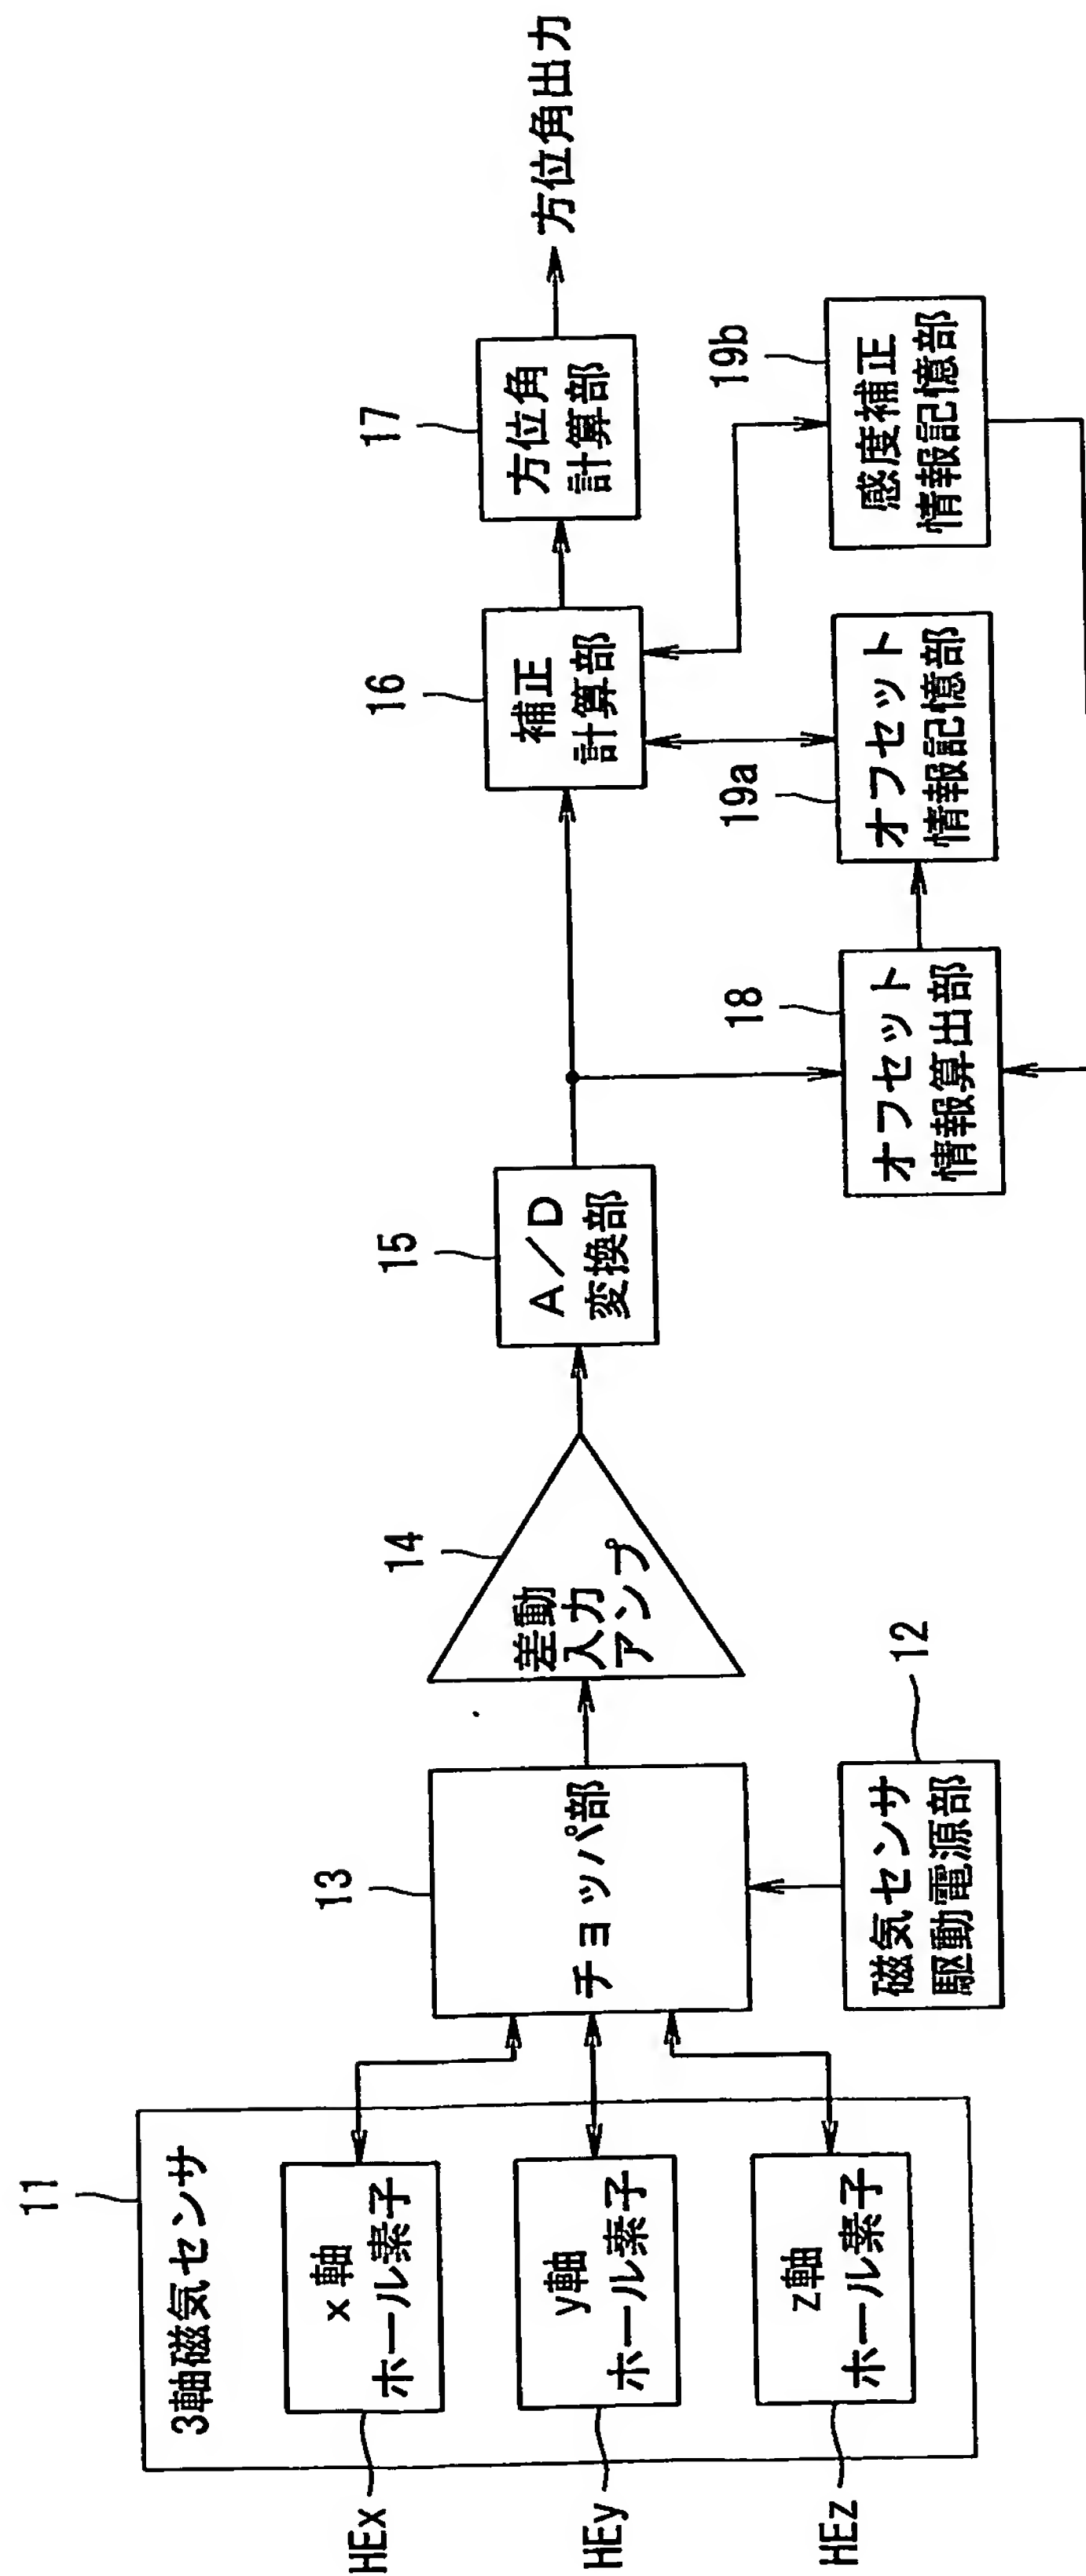 11
3軸磁気センサ
x軸
ホール素子
HEx
y軸
ホール素子
HEy
z軸
ホール素子
HEz
13
チョッパ部
12
磁気センサ
駆動電源部
14
差動
入力
アンプ
15
A/D
変換部
16
補正
計算部
17
方位角
計算部
方位角出力
18
オフセット
情報算出部
19a
オフセット
情報記憶部
19b
感度補正
情報記憶部